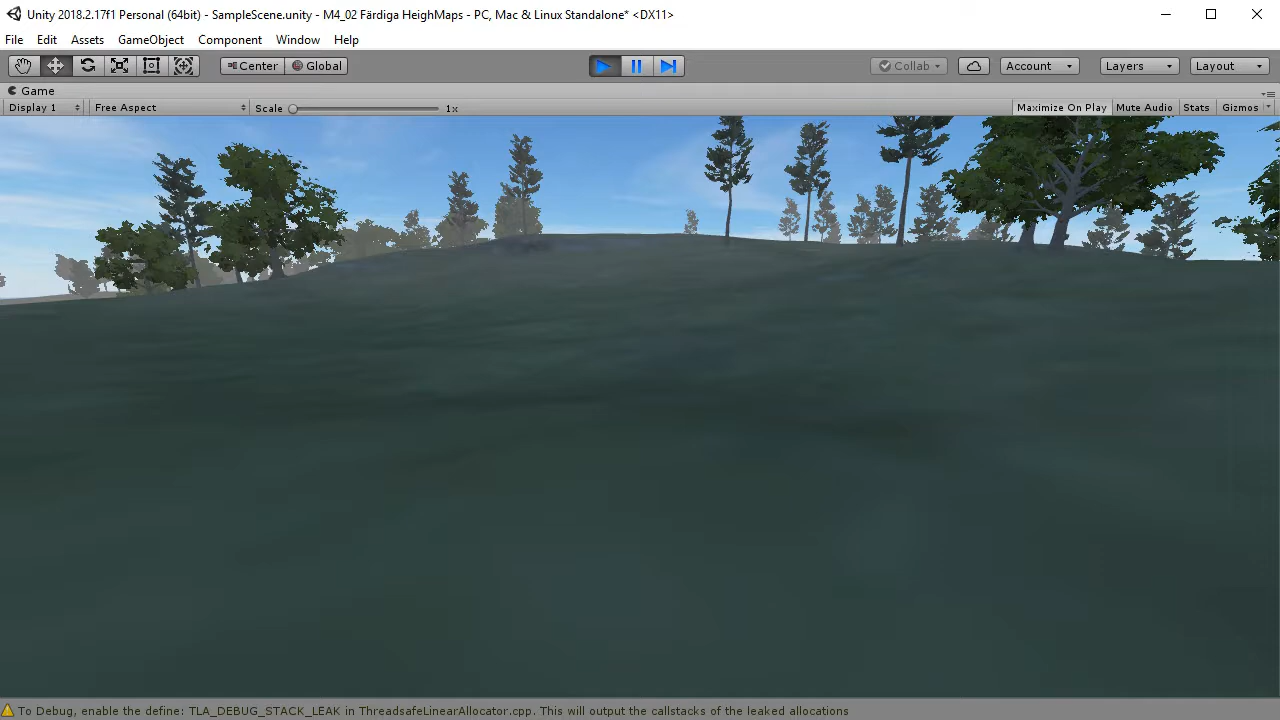 Unity 2018.2.17f1 Personal (64bit) - SampleScene.unity - M4_02 Färdiga HeighMaps - PC, Mac & Linux Standalone* <DX11>
File Edit Assets GameObject Component Window Help
Center Global Collab Account Layers Layout
Game
Display 1 Free Aspect Scale 1x Maximize On Play Mute Audio Stats Gizmos
To Debug, enable the define: TLA_DEBUG_STACK_LEAK in ThreadsafeLinearAllocator.cpp. This will output the callstacks of the leaked allocations